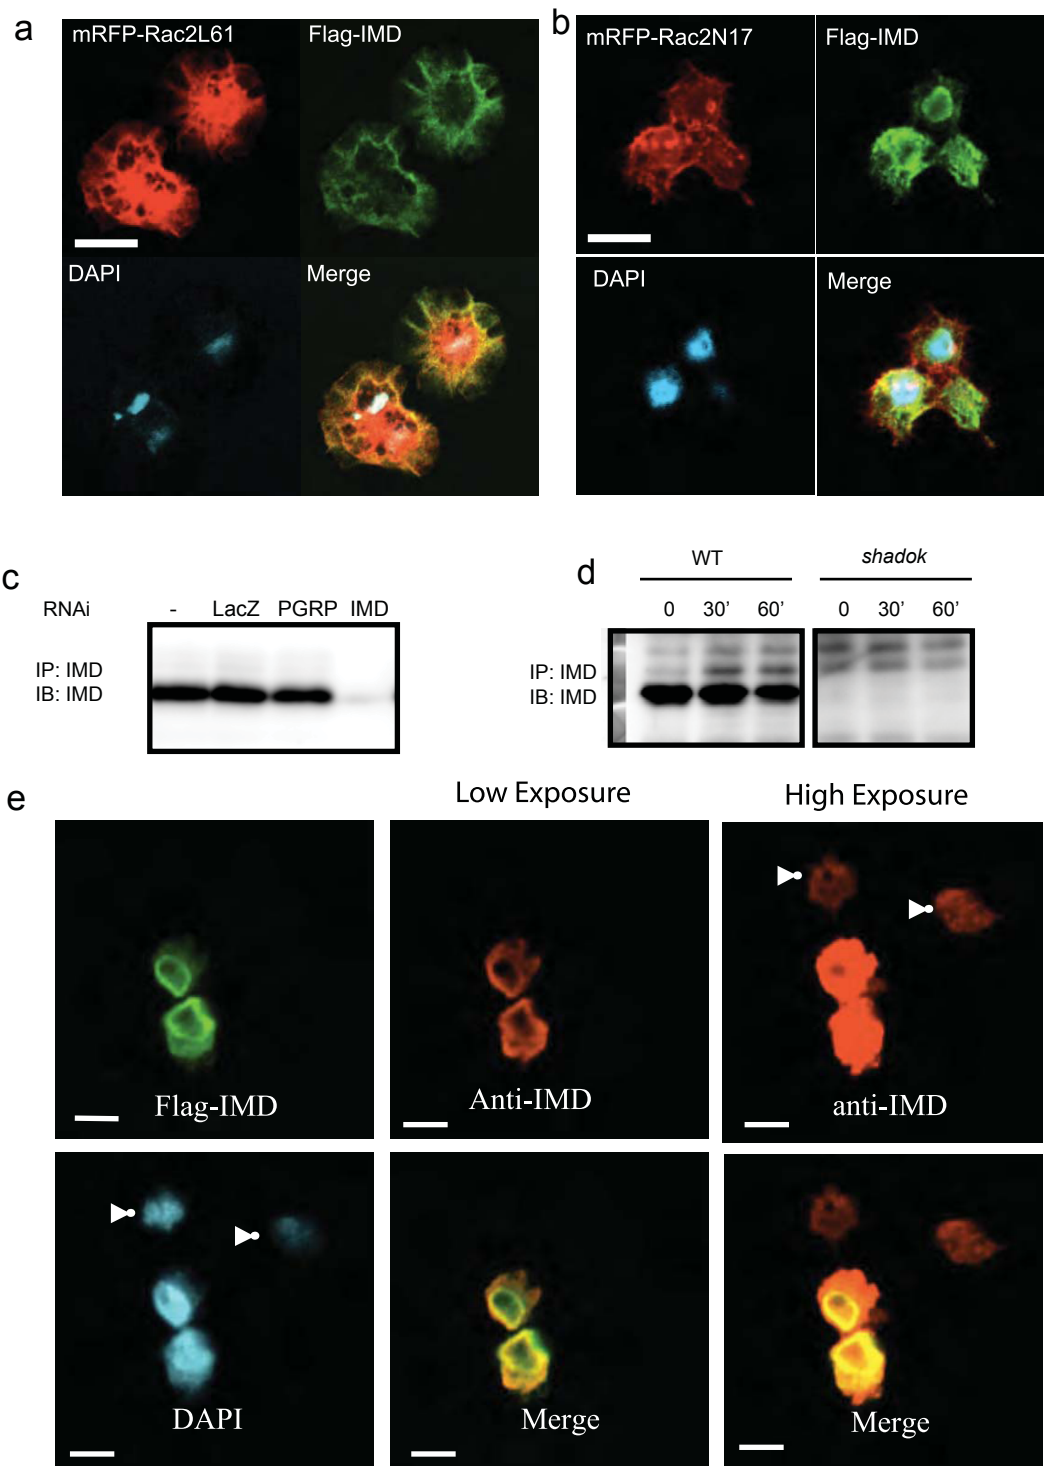 a
mRFP-Rac2L61
Flag-IMD
DAPI
Merge
b
mRFP-Rac2N17
Flag-IMD
DAPI
Merge
c
RNAi - LacZ PGRP IMD
IP: IMD
IB: IMD
d
WT shadok
0 30' 60' 0 30' 60'
IP: IMD
IB: IMD
e
Low Exposure
High Exposure
Flag-IMD
Anti-IMD
anti-IMD
DAPI
Merge
Merge